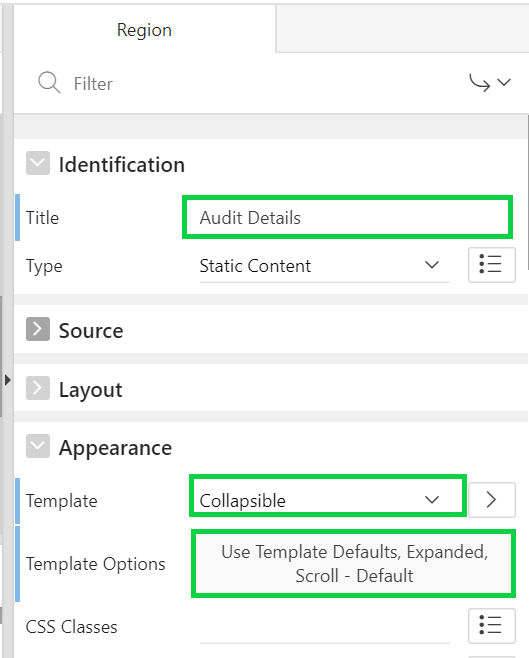 Region
Filter
Identification
Title Audit Details
Type Static Content
Source
Layout
Appearance
Template Collapsible
Template Options Use Template Defaults, Expanded,
Scroll - Default
CSS Classes